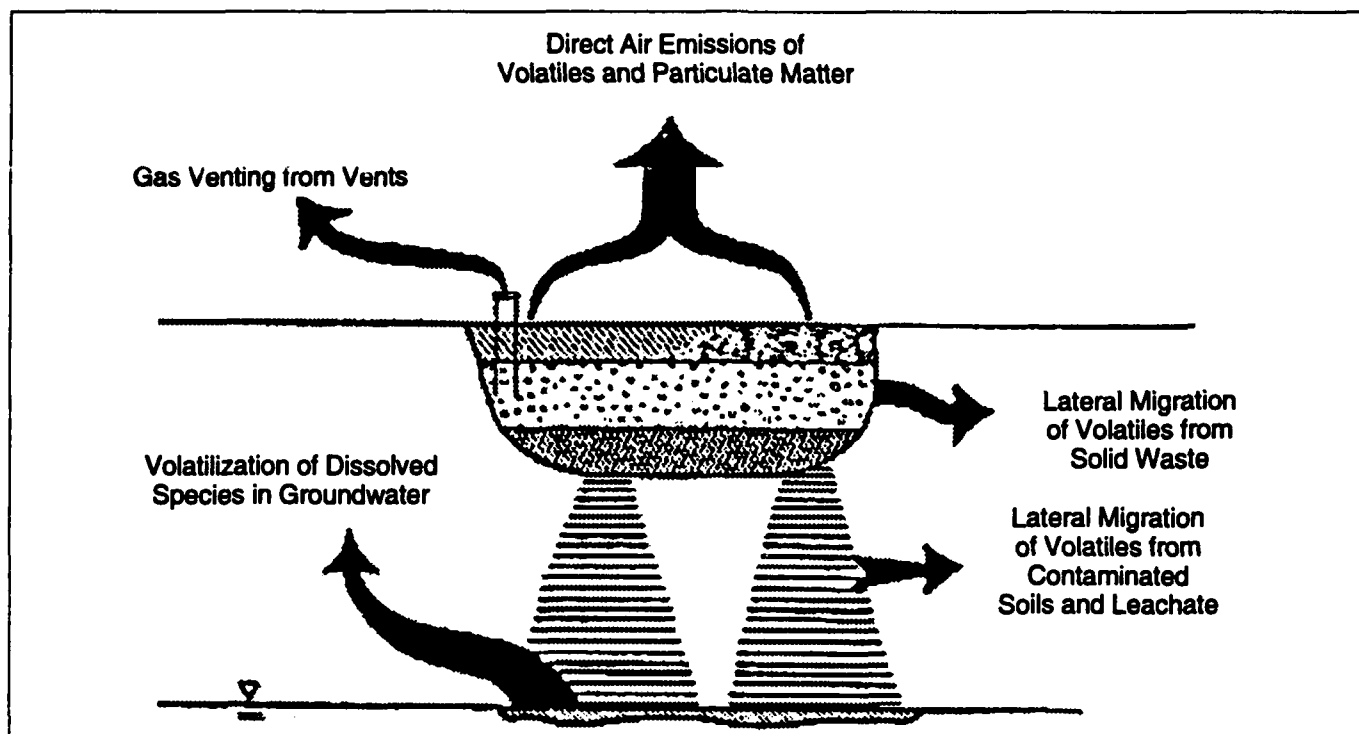 Direct Air Emissions of
Volatiles and Particulate Matter
Gas Venting from Vents
Lateral Migration
of Volatiles from
Solid Waste
Volatilization of Dissolved
Species in Groundwater
Lateral Migration
of Volatiles from
Contaminated
Soils and Leachate